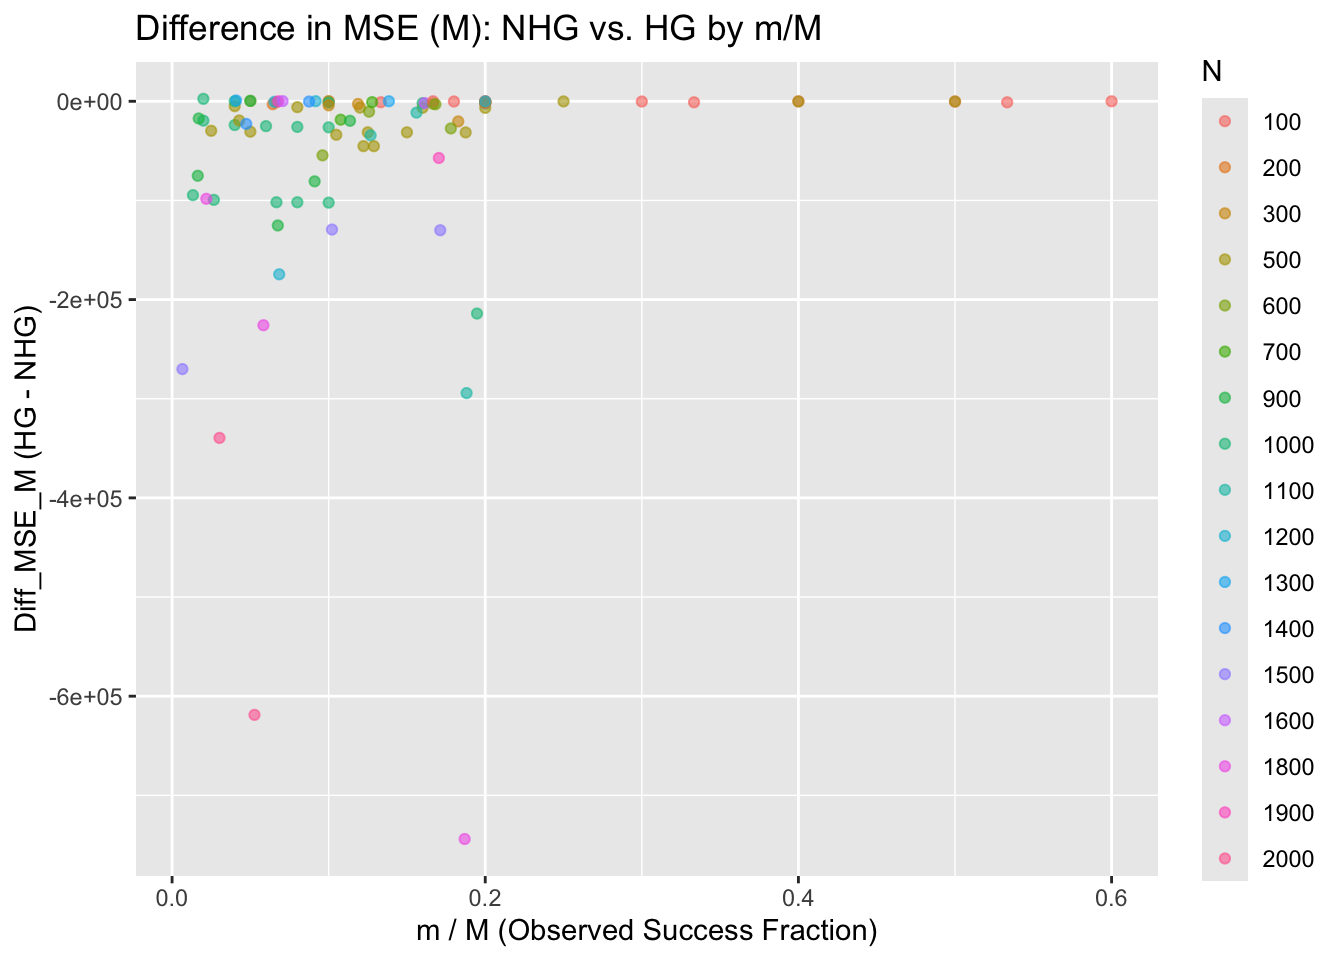 Difference in MSE (M): NHG vs. HG by m/M
Diff_MSE_M (HG - NHG)
0e+00
-2e+05
-4e+05
-6e+05
0.0
0.2
0.4
0.6
m / M (Observed Success Fraction)
N
100
200
300
500
600
700
900
1000
1100
1200
1300
1400
1500
1600
1800
1900
2000